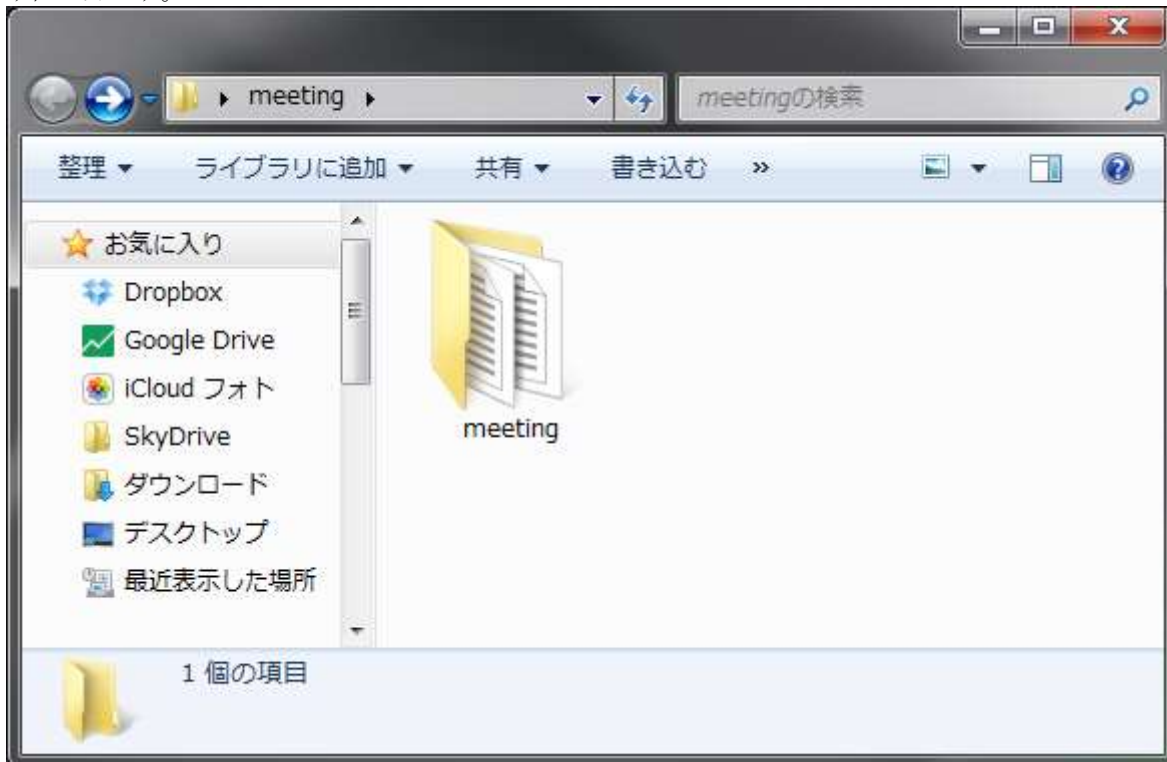 meeting
meetingの検索
整理 ライブラリに追加 共有 書き込む »
お気に入り
Dropbox
Google Drive
iCloud フォト
SkyDrive
ダウンロード
デスクトップ
最近表示した場所
meeting
1 個の項目